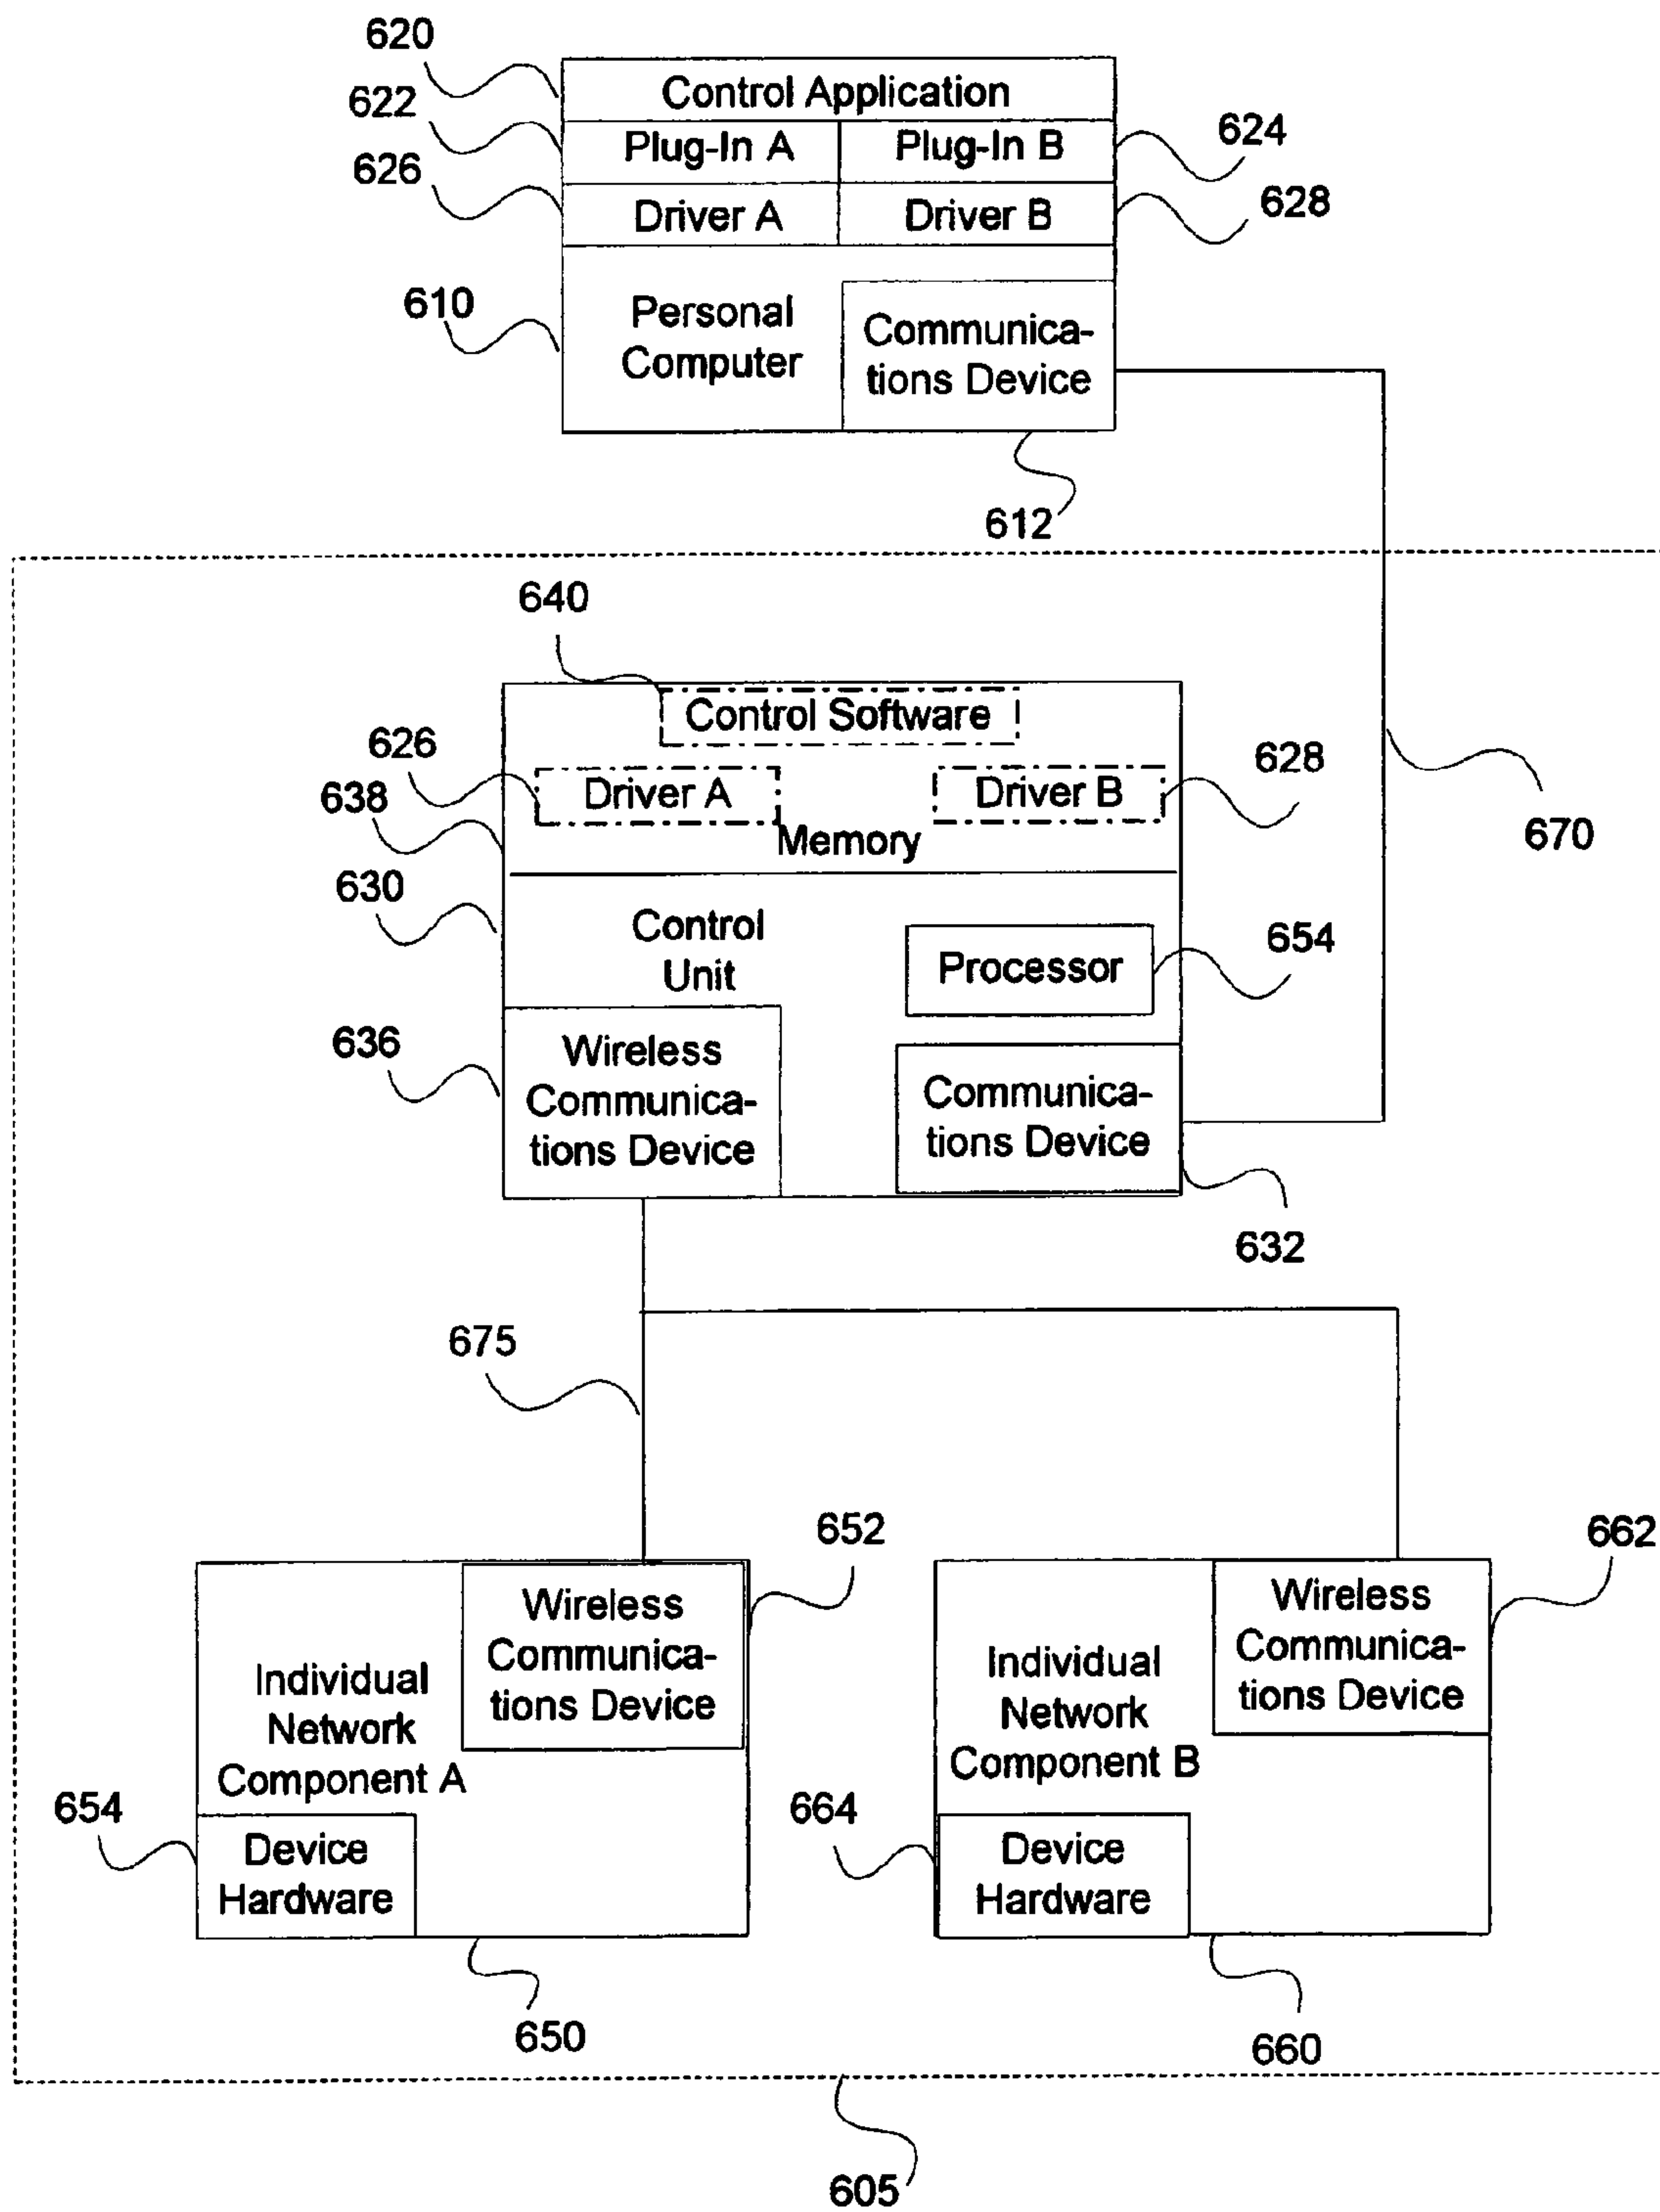 620
Control Application
622
Plug-In A
Plug-In B
624
626
Driver A
Driver B
628
610
Personal
Computer
Communica-
tions Device
612
640
Control Software
626
Driver A
Driver B
628
638
Memory
670
630
Control
Unit
Processor
654
636
Wireless
Communica-
tions Device
Communica-
tions Device
632
675
652
662
Wireless
Communica-
tions Device
Individual
Network
Component A
Wireless
Communica-
tions Device
Individual
Network
Component B
654
Device
Hardware
664
Device
Hardware
650
660
605